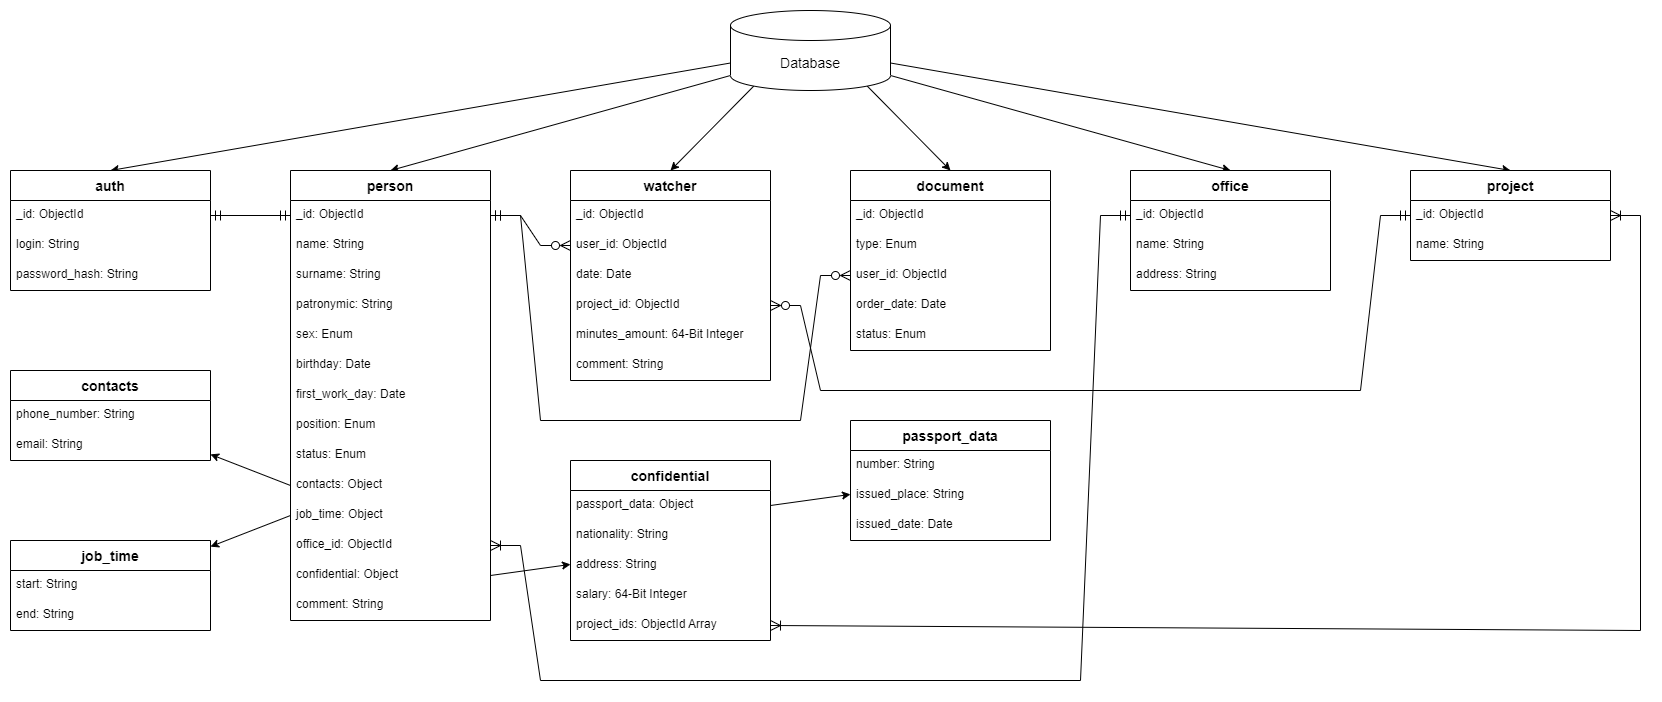 Database
auth
_id: ObjectId
login: String
password_hash: String
person
_id: ObjectId
name: String
surname: String
patronymic: String
sex: Enum
birthday: Date
first_work_day: Date
position: Enum
status: Enum
contacts: Object
job_time: Object
office_id: ObjectId
confidential: Object
comment: String
watcher
_id: ObjectId
user_id: ObjectId
date: Date
project_id: ObjectId
minutes_amount: 64-Bit Integer
comment: String
document
_id: ObjectId
type: Enum
user_id: ObjectId
order_date: Date
status: Enum
office
_id: ObjectId
name: String
address: String
project
_id: ObjectId
name: String
contacts
phone_number: String
email: String
job_time
start: String
end: String
confidential
passport_data: Object
nationality: String
address: String
salary: 64-Bit Integer
project_ids: ObjectId Array
passport_data
number: String
issued_place: String
issued_date: Date